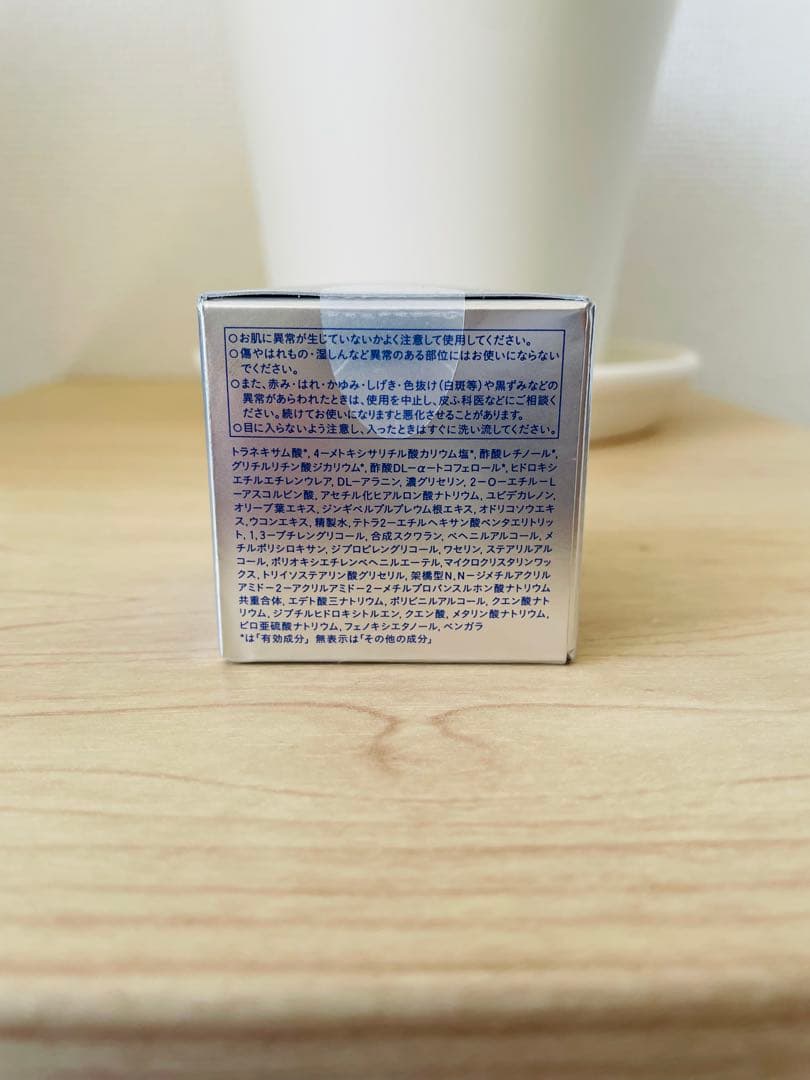 ○お肌に異常が生じていないかよく注意して使用してください。
○傷やはれもの・湿しんなど異常のある部位にはお使いにならない
でください。
○また、赤み・はれ・かゆみ・しげき・色抜け(白斑等)や黒ずみなどの
異常があらわれたときは、使用を中止し、皮ふ科医などにご相談く
ださい。続けてお使いになりますと悪化させることがあります。
○目に入らないよう注意し、入ったときはすぐに洗い流してください。
トラネキサム酸*, 4ーメトキシサリチル酸カリウム塩*, 酢酸レチノール*,
グリチルリチン酸ジカリウム*, 酢酸DL-αートコフェロール*, ヒドロキシ
エチルエチレンウレア, DLーアラニン, 濃グリセリン, 2ーOーエチルーL
ーアスコルビン酸, アセチル化ヒアルロン酸ナトリウム, ユビデカレノン,
オリーブ葉エキス, ジンギベルプルプレウム根エキス, オドリコソウエキ
ス, ウコンエキス, 精製水, テトラ2ーエチルヘキサン酸ペンタエリトリッ
ト, 1,3ーブチレングリコール, 合成スクワラン, ベヘニルアルコール, メ
チルポリシロキサン, ジプロピレングリコール, ワセリン, ステアリルアル
コール, ポリオキシエチレンベヘニルエーテル, マイクロクリスタリンワッ
クス, トリイソステアリン酸グリセリル, 架橋型N,Nージメチルアクリル
アミドー2ーアクリルアミドー2ーメチルプロパンスルホン酸ナトリウム
共重合体, エデト酸三ナトリウム, ポリビニルアルコール, クエン酸ナト
リウム, ジブチルヒドロキシトルエン, クエン酸, メタリン酸ナトリウム,
ピロ亜硫酸ナトリウム, フェノキシエタノール, ベンガラ
*は「有効成分」 無表示は「その他の成分」